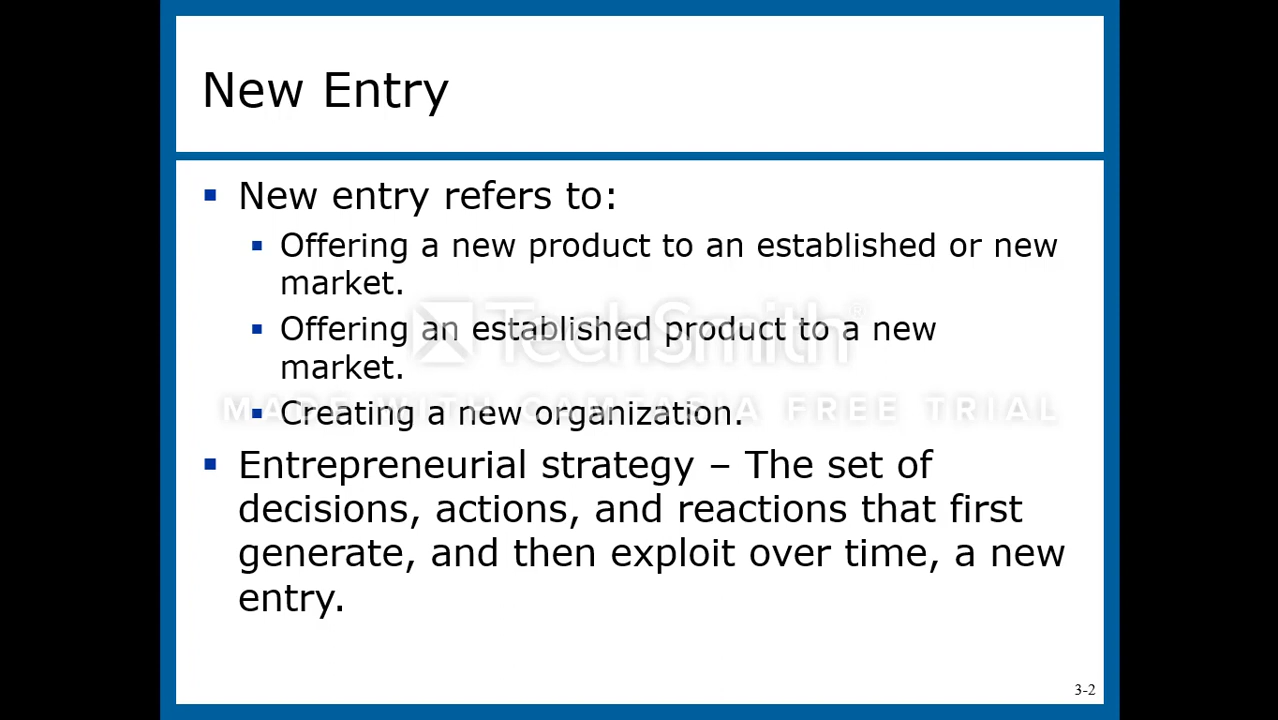 New Entry
▪ New entry refers to:
▪ Offering a new product to an established or new
market.
▪ Offering an established product to a new
market.
▪ Creating a new organization.
▪ Entrepreneurial strategy – The set of
decisions, actions, and reactions that first
generate, and then exploit over time, a new
entry.
TechSmith®
MADE WITH CAMTASIA FREE TRIAL
3-2